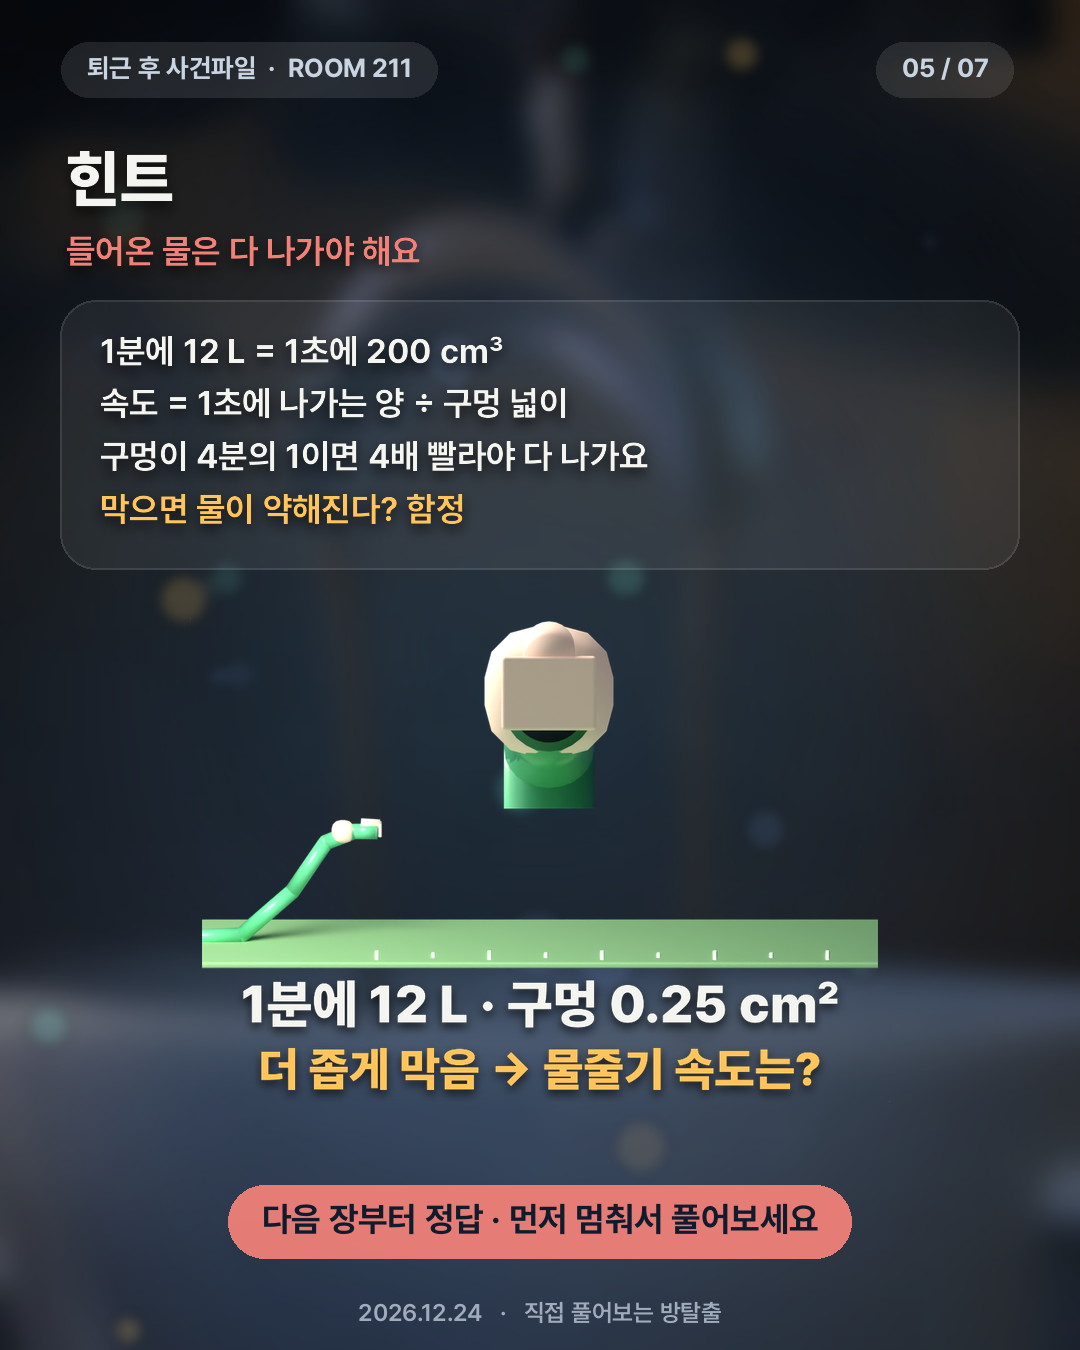 퇴근 후 사건파일 · ROOM 211
05 / 07
힌트
들어온 물은 다 나가야 해요
1분에 12 L = 1초에 200 cm³
속도 = 1초에 나가는 양 ÷ 구멍 넓이
구멍이 4분의 1이면 4배 빨라야 다 나가요
막으면 물이 약해진다? 함정
1분에 12 L · 구멍 0.25 cm²
더 좁게 막음 → 물줄기 속도는?
다음 장부터 정답 · 먼저 멈춰서 풀어보세요
2026.12.24 · 직접 풀어보는 방탈출